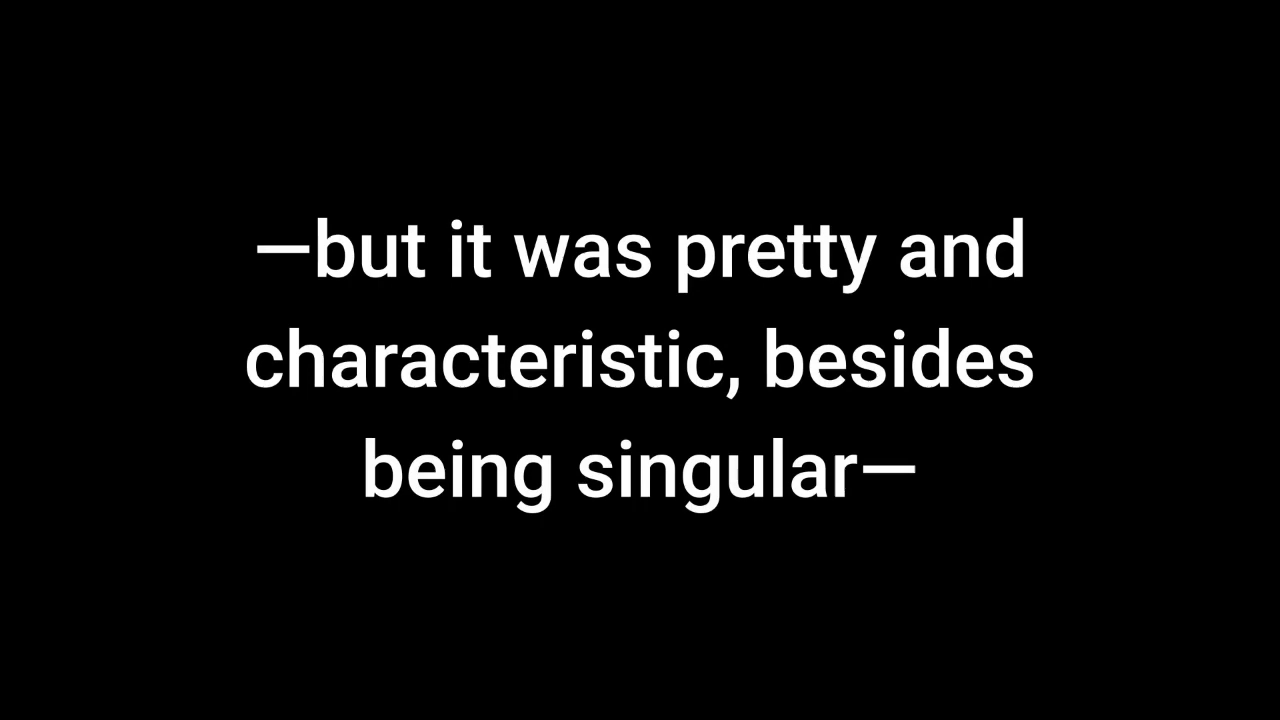 —but it was pretty and
characteristic, besides
being singular—